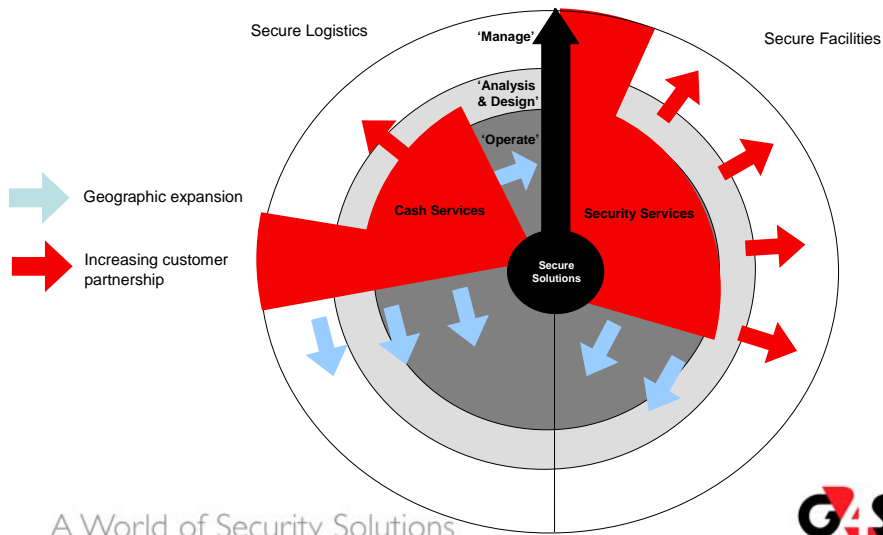 Secure Logistics
'Manage'
Secure Facilities
'Analysis
& Design'
'Operate'
Geographic expansion
Cash Services
Security Services
Increasing customer
partnership
Secure
Solutions
A World of Security Solutions
G4S